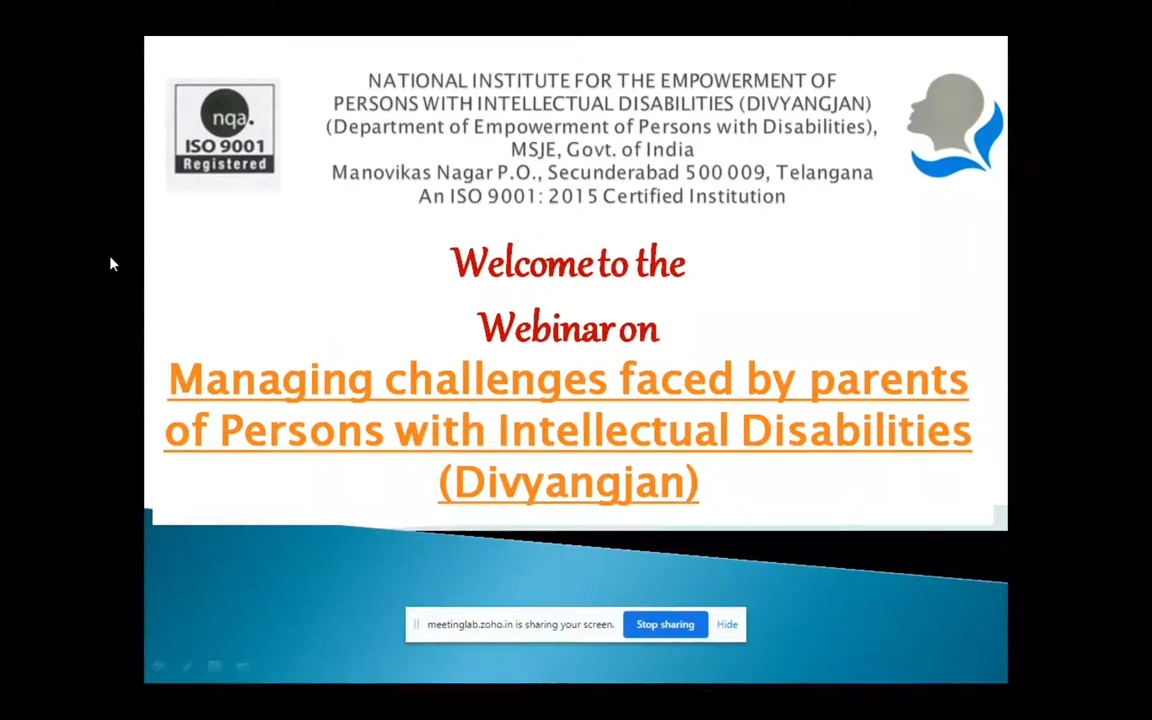 nqa.
ISO 9001
Registered
NATIONAL INSTITUTE FOR THE EMPOWERMENT OF
PERSONS WITH INTELLECTUAL DISABILITIES (DIVYANGJAN)
(Department of Empowerment of Persons with Disabilities),
MSJE, Govt. of India
Manovikas Nagar P.O., Secunderabad 500 009, Telangana
An ISO 9001: 2015 Certified Institution
Welcome to the
Webinar on
Managing challenges faced by parents
of Persons with Intellectual Disabilities
(Divyangjan)
meetinglab.zoho.in is sharing your screen. Stop sharing Hide